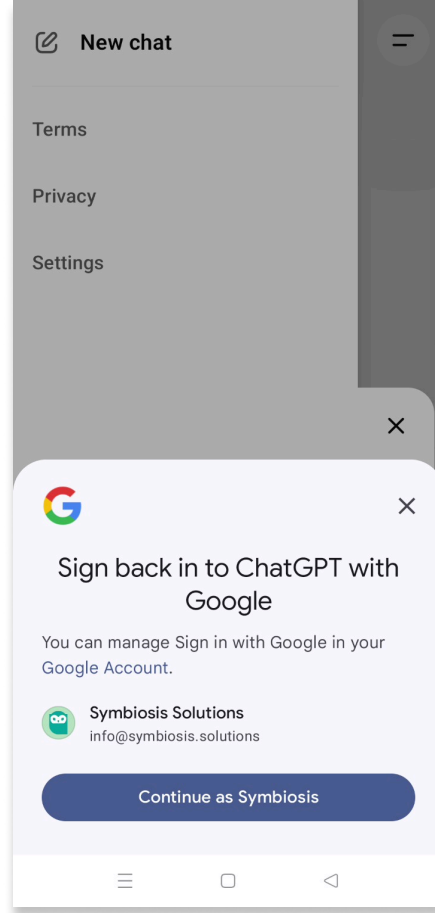 New chat
Terms
Privacy
Settings
Sign back in to ChatGPT with
Google
You can manage Sign in with Google in your
Google Account.
Symbiosis Solutions
info@symbiosis.solutions
Continue as Symbiosis